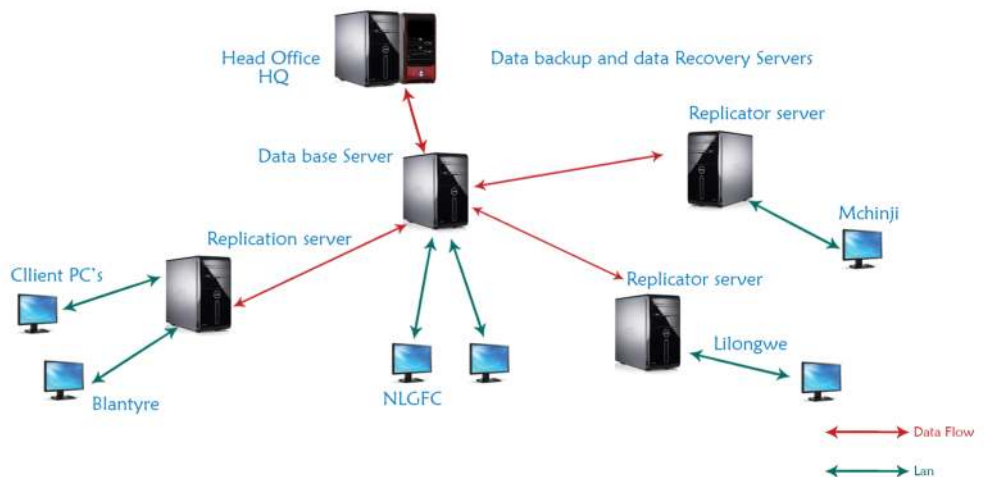 Head Office
HQ
Data backup and data Recovery Servers
Replicator server
Data base Server
Mchinji
Replication server
Cllient PC's
Replicator server
Lilongwe
Blantyre
NLGFC
Data Flow
Lan